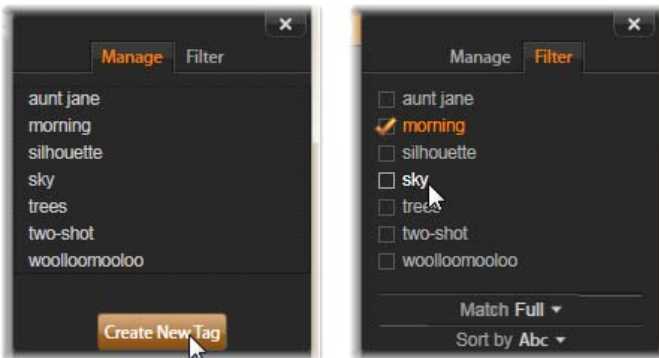 Manage Filter
aunt jane
morning
silhouette
sky
trees
two-shot
woolloomooloo
Create New Tag
Manage Filter
aunt jane
morning
silhouette
sky
trees
two-shot
woolloomooloo
Match Full
Sort by Abc